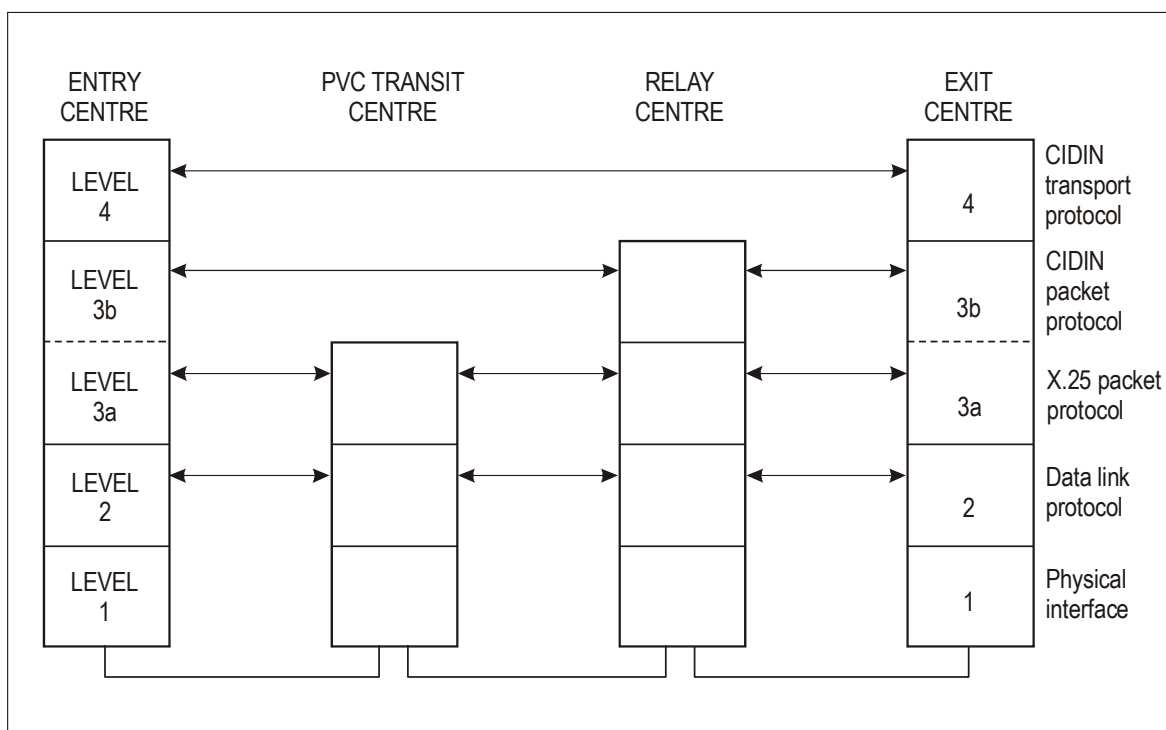 ENTRY
CENTRE
PVC TRANSIT
CENTRE
RELAY
CENTRE
EXIT
CENTRE
LEVEL
4
4
CIDIN
transport
protocol
LEVEL
3b
3b
CIDIN
packet
protocol
LEVEL
3a
3a
X.25 packet
protocol
LEVEL
2
2
Data link
protocol
LEVEL
1
1
Physical
interface